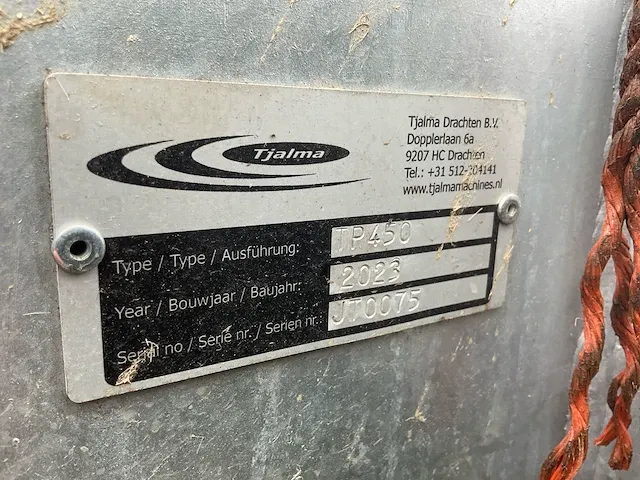 Tjalma
Tjalma Drachten B.V.
Dopplerlaan 6a
9207 HC Drachten
Tel.: +31 512-304141
www.tjalmamachines.nl
Type / Type / Ausführung: TP450
Year / Bouwjaar / Baujahr: 2023
Serial no / Serie nr. / Serien nr.: JT0075